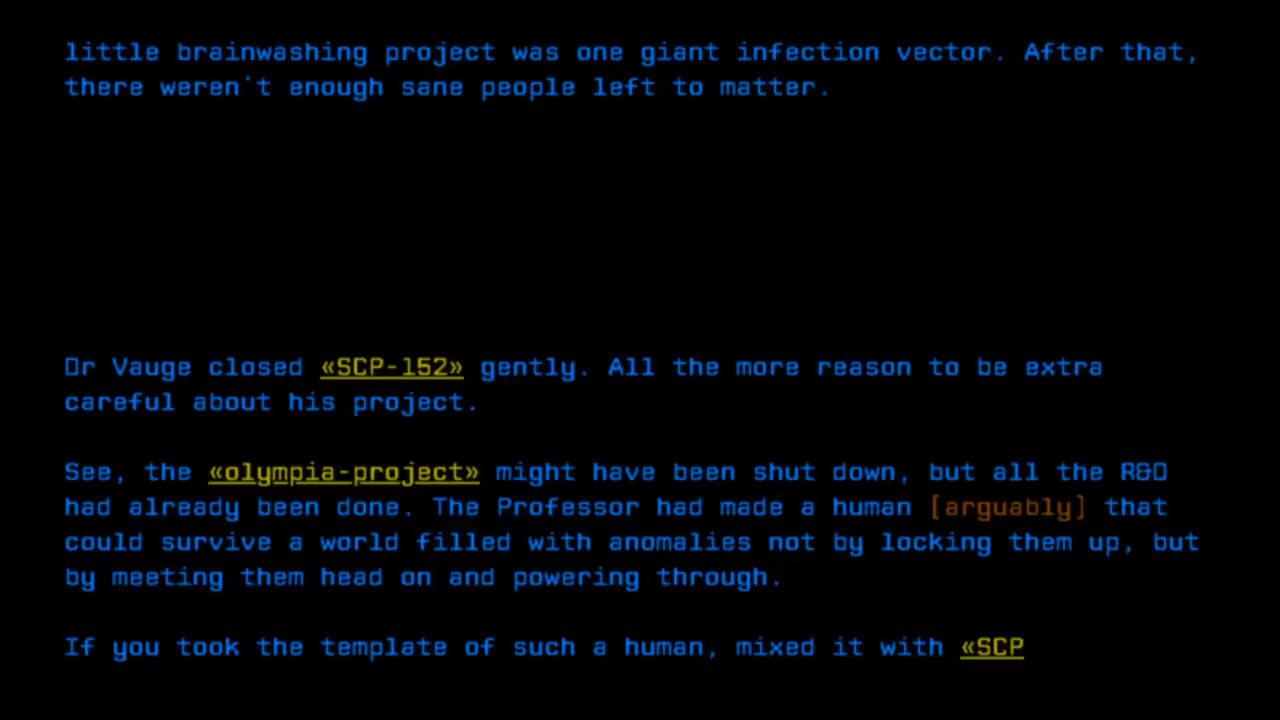 little brainwashing project was one giant infection vector. After that,
there weren't enough sane people left to matter.
Dr Vauge closed «SCP-152» gently. All the more reason to be extra
careful about his project.
See, the «olympia-project» might have been shut down, but all the R&D
had already been done. The Professor had made a human [arguably] that
could survive a world filled with anomalies not by locking them up, but
by meeting them head on and powering through.
If you took the template of such a human, mixed it with «SCP